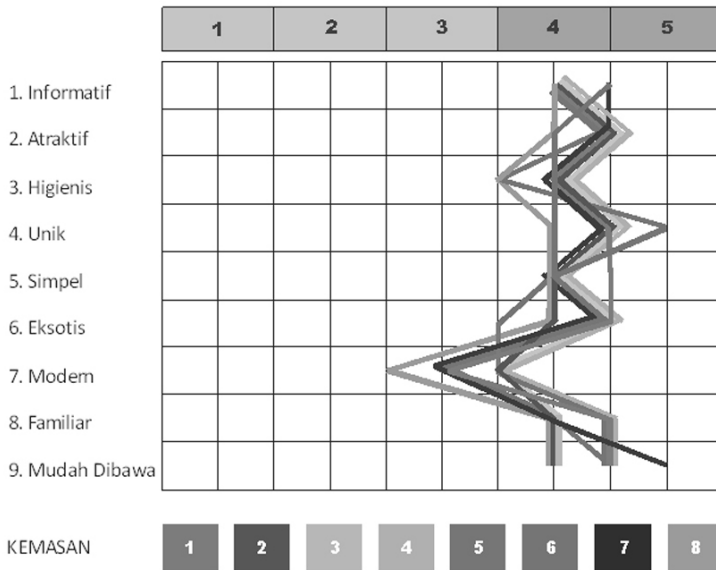 1 2 3 4 5
1. Informatif
2. Atraktif
3. Higienis
4. Unik
5. Simpel
6. Eksotis
7. Modern
8. Familiar
9. Mudah Dibawa
KEMASAN 1 2 3 4 5 6 7 8